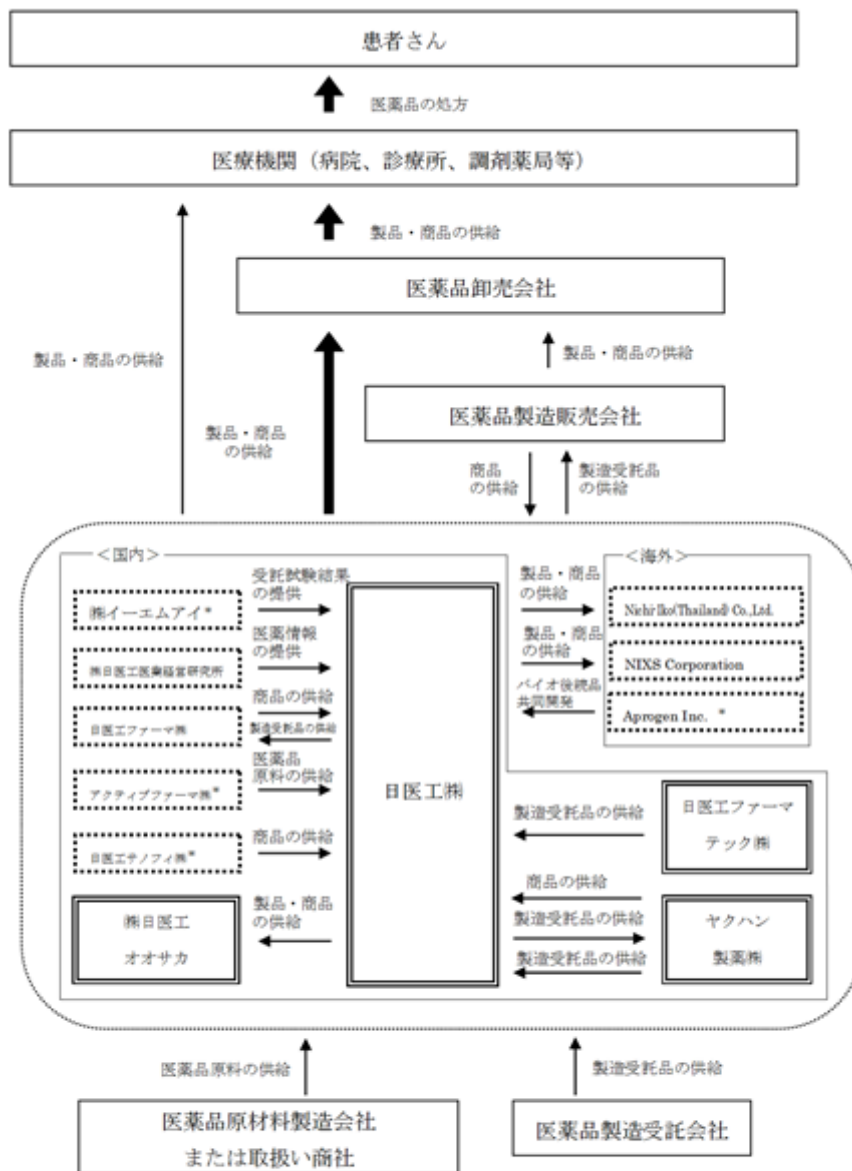 患者さん
医薬品の処方
医療機関（病院、診療所、調剤薬局等）
製品・商品の供給
医薬品卸売会社
製品・商品の供給
製品・商品の供給
医薬品製造販売会社
製品・商品
の供給
商品
の供給
製造受託品
の供給
＜国内＞
＜海外＞
受託試験結果
の提供
㈱イーエムアイ*
医薬情報
の提供
㈱日医工医業経営研究所
商品の供給
日医工ファーマ㈱
製造受託品の供給
医薬品
原料の供給
アクティブファーマ㈱*
商品の供給
日医工サノフィ㈱*
製品・商品
の供給
㈱日医工
オオサカ
日医工㈱
製品・商品
の供給
NichiIko(Thailand) Co.,Ltd.
製品・商品
の供給
NIXS Corporation
バイオ後続品
共同開発
Aprogen Inc. *
製造受託品の供給
日医工ファーマ
テック㈱
商品の供給
製造受託品の供給
製造受託品の供給
ヤクハン
製薬㈱
医薬品原料の供給
製造受託品の供給
医薬品原材料製造会社
または取扱い商社
医薬品製造受託会社